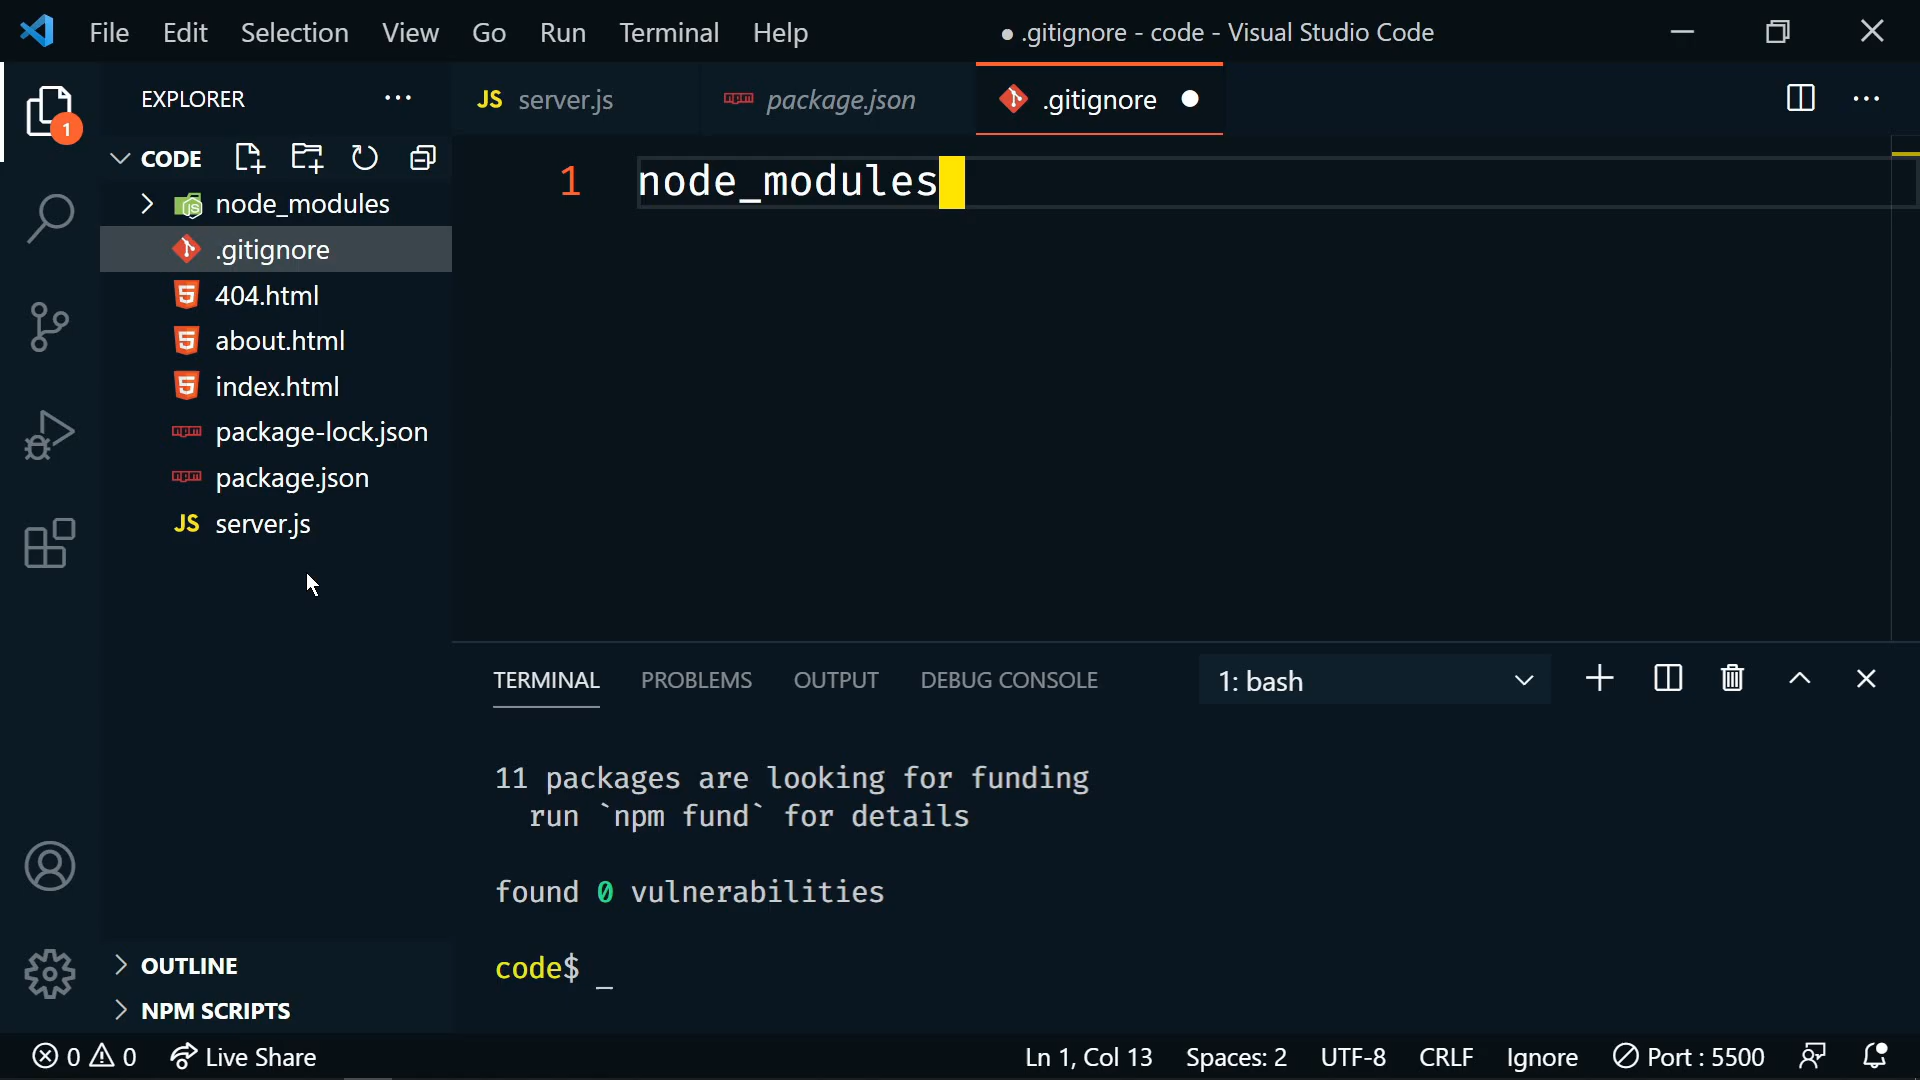 File Edit Selection View Go Run Terminal Help ● .gitignore - code - Visual Studio Code
EXPLORER
JS server.js
package.json
.gitignore ●
1
CODE
node_modules
.gitignore
404.html
about.html
index.html
package-lock.json
package.json
JS server.js
1 node_modules
TERMINAL PROBLEMS OUTPUT DEBUG CONSOLE 1: bash
11 packages are looking for funding
run `npm fund` for details
found 0 vulnerabilities
code$ _
OUTLINE
NPM SCRIPTS
0 0 Live Share Ln 1, Col 13 Spaces: 2 UTF-8 CRLF Ignore Port : 5500